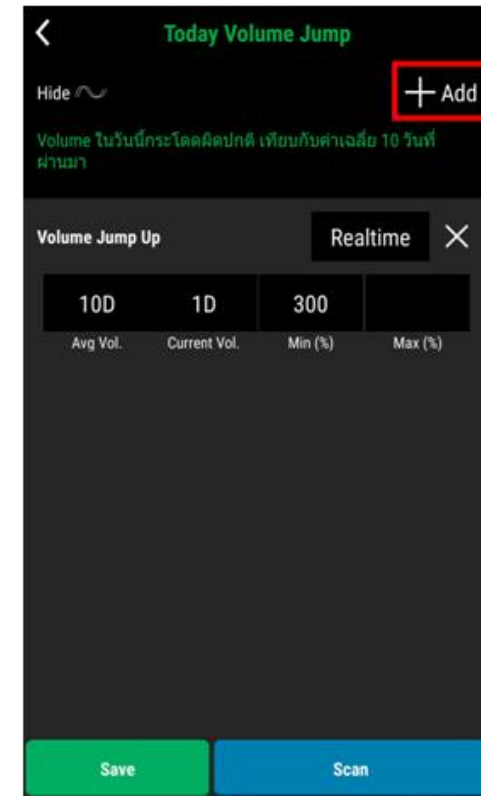 Today Volume Jump
Hide
Add
Volume ในวันนี้กระโดดผิดปกติ เทียบกับค่าเฉลี่ย 10 วันที่
ผ่านมา
Volume Jump Up Realtime
10D 1D 300
Avg Vol. Current Vol. Min (%) Max (%)
Save Scan